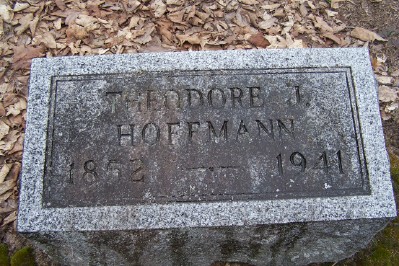 THEODORE J.
HOFFMANN
1852 — 1941